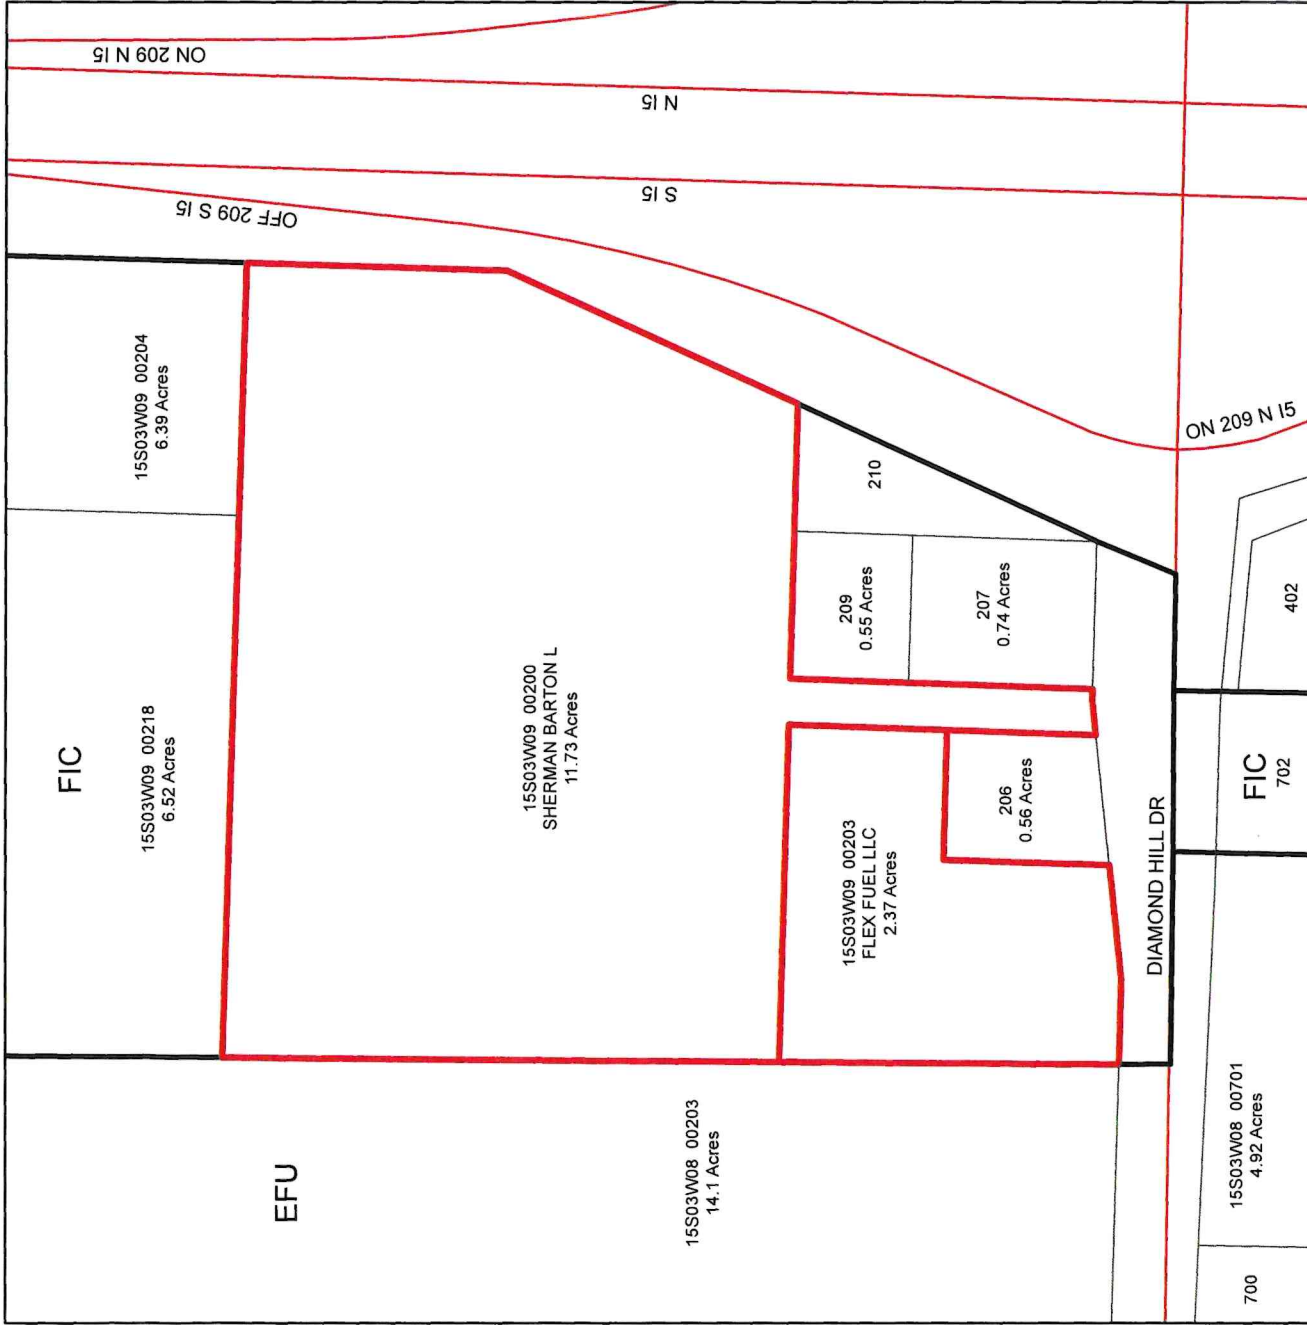 ON 209 N I5
N I5
S I5
OFF 209 S I5
15S03W09 00204
6.39 Acres
FIC
15S03W09 00218
6.52 Acres
15S03W09 00200
SHERMAN BARTON L
11.73 Acres
210
209
0.55 Acres
207
0.74 Acres
206
0.56 Acres
15S03W09 00203
FLEX FUEL LLC
2.37 Acres
ON 209 N I5
DIAMOND HILL DR
EFU
15S03W08 00203
14.1 Acres
402
FIC
702
15S03W08 00701
4.92 Acres
700